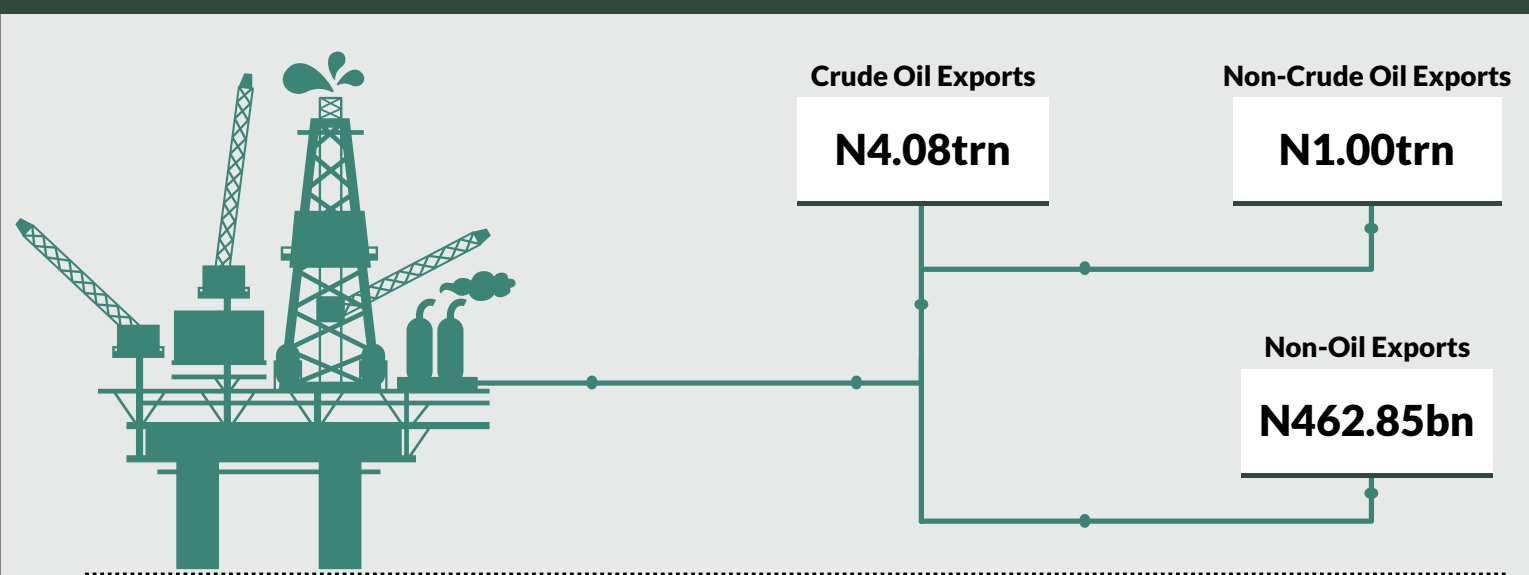 Crude Oil Exports
N4.08trn
Non-Crude Oil Exports
N1.00trn
Non-Oil Exports
N462.85bn